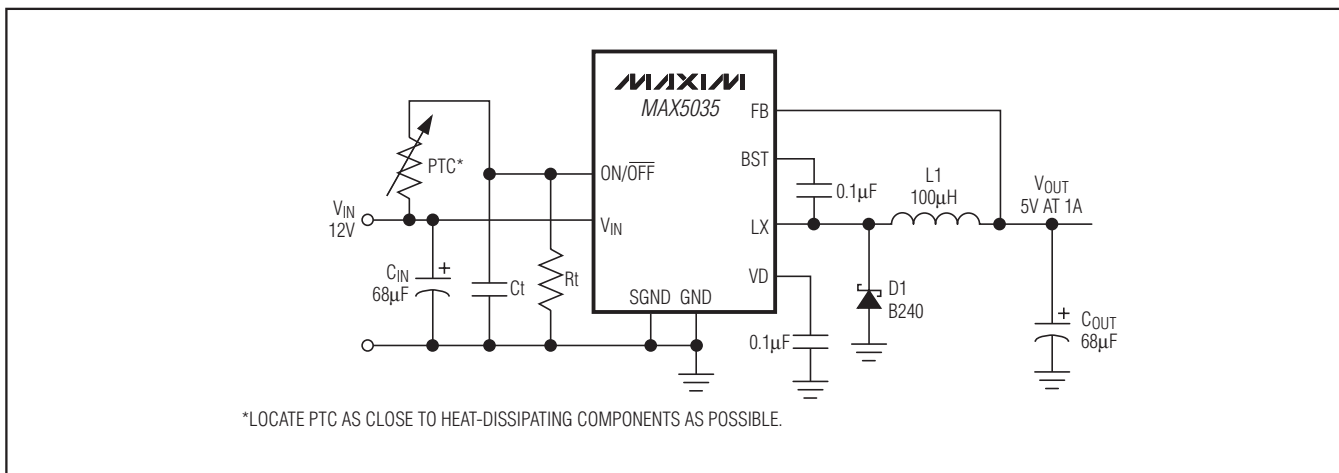 MAXIM
MAX5035
FB
BST
ON/OFF
VIN
LX
VD
SGND GND
PTC*
VIN
12V
CIN
68µF
+
Ct
Rt
0.1µF
L1
100µH
VOUT
5V AT 1A
D1
B240
0.1µF
+
COUT
68µF
*LOCATE PTC AS CLOSE TO HEAT-DISSIPATING COMPONENTS AS POSSIBLE.